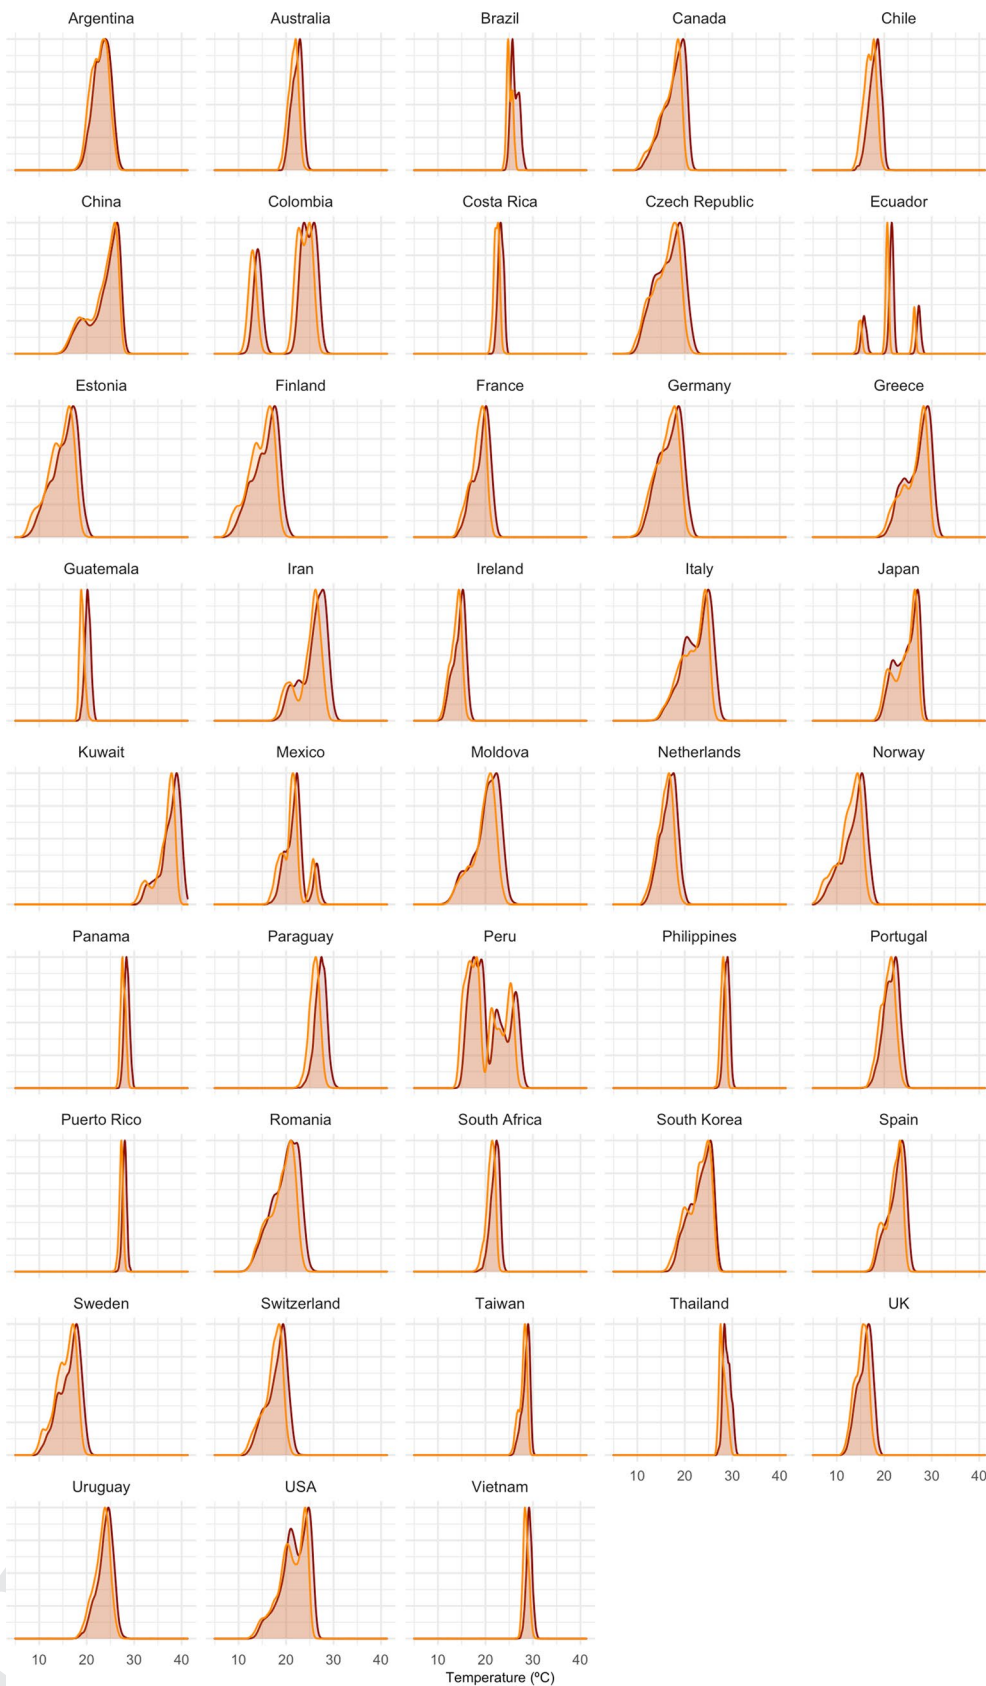 Argentina Australia Brazil Canada Chile
China Colombia Costa Rica Czech Republic Ecuador
Estonia Finland France Germany Greece
Guatemala Iran Ireland Italy Japan
Kuwait Mexico Moldova Netherlands Norway
Panama Paraguay Peru Philippines Portugal
Puerto Rico Romania South Africa South Korea Spain
Sweden Switzerland Taiwan Thailand UK
10 20 30 40 10 20 30 40
Uruguay USA Vietnam
10 20 30 40 10 20 30 40 10 20 30 40
Temperature (ºC)